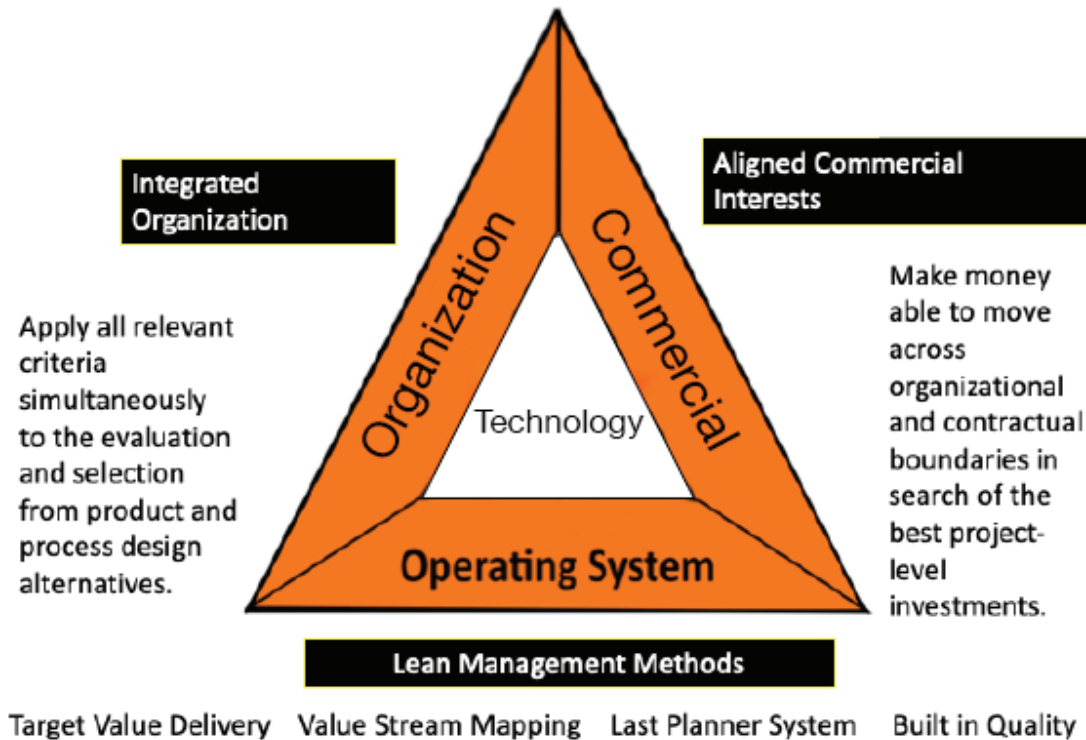 Integrated
Organization
Aligned Commercial
Interests
Organization
Commercial
Technology
Operating System
Apply all relevant
criteria
simultaneously
to the evaluation
and selection
from product and
process design
alternatives.
Make money
able to move
across
organizational
and contractual
boundaries in
search of the
best project-
level
investments.
Lean Management Methods
Target Value Delivery Value Stream Mapping Last Planner System Built in Quality